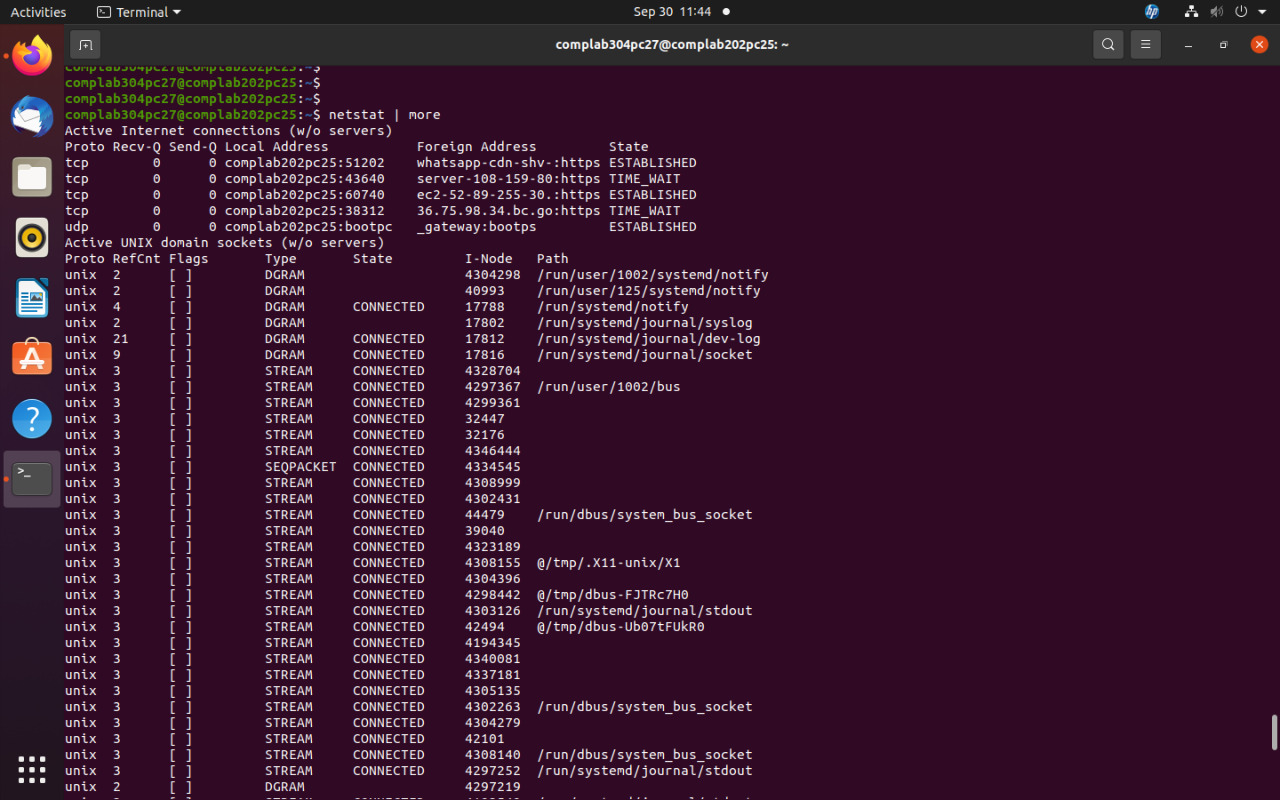 Activities
Terminal
Sep 30 11:44
hp
complab304pc27@complab202pc25: ~
complab304pc27@complab202pc25:~$
complab304pc27@complab202pc25:~$
complab304pc27@complab202pc25:~$
complab304pc27@complab202pc25:~$ netstat | more
Active Internet connections (w/o servers)
Proto Recv-Q Send-Q Local Address           Foreign Address         State
tcp        0      0 complab202pc25:51202    whatsapp-cdn-shv-:https ESTABLISHED
tcp        0      0 complab202pc25:43640    server-108-159-80:https TIME_WAIT
tcp        0      0 complab202pc25:60740    ec2-52-89-255-30.:https ESTABLISHED
tcp        0      0 complab202pc25:38312    36.75.98.34.bc.go:https TIME_WAIT
udp        0      0 complab202pc25:bootpc   _gateway:bootps         ESTABLISHED
Active UNIX domain sockets (w/o servers)
Proto RefCnt Flags       Type       State         I-Node   Path
unix  2      [ ]         DGRAM                    4304298  /run/user/1002/systemd/notify
unix  2      [ ]         DGRAM                    40993    /run/user/125/systemd/notify
unix  4      [ ]         DGRAM      CONNECTED     17788    /run/systemd/notify
unix  2      [ ]         DGRAM                    17802    /run/systemd/journal/syslog
unix  21     [ ]         DGRAM      CONNECTED     17812    /run/systemd/journal/dev-log
unix  9      [ ]         DGRAM      CONNECTED     17816    /run/systemd/journal/socket
unix  3      [ ]         STREAM     CONNECTED     4328704
unix  3      [ ]         STREAM     CONNECTED     4297367  /run/user/1002/bus
unix  3      [ ]         STREAM     CONNECTED     4299361
unix  3      [ ]         STREAM     CONNECTED     32447
unix  3      [ ]         STREAM     CONNECTED     32176
unix  3      [ ]         STREAM     CONNECTED     4346444
unix  3      [ ]         SEQPACKET  CONNECTED     4334545
unix  3      [ ]         STREAM     CONNECTED     4308999
unix  3      [ ]         STREAM     CONNECTED     4302431
unix  3      [ ]         STREAM     CONNECTED     44479    /run/dbus/system_bus_socket
unix  3      [ ]         STREAM     CONNECTED     39040
unix  3      [ ]         STREAM     CONNECTED     4323189
unix  3      [ ]         STREAM     CONNECTED     4308155  @/tmp/.X11-unix/X1
unix  3      [ ]         STREAM     CONNECTED     4304396
unix  3      [ ]         STREAM     CONNECTED     4298442  @/tmp/dbus-FJTRc7H0
unix  3      [ ]         STREAM     CONNECTED     4303126  /run/systemd/journal/stdout
unix  3      [ ]         STREAM     CONNECTED     42494    @/tmp/dbus-Ub07tFUkR0
unix  3      [ ]         STREAM     CONNECTED     4194345
unix  3      [ ]         STREAM     CONNECTED     4340081
unix  3      [ ]         STREAM     CONNECTED     4337181
unix  3      [ ]         STREAM     CONNECTED     4305135
unix  3      [ ]         STREAM     CONNECTED     4302263  /run/dbus/system_bus_socket
unix  3      [ ]         STREAM     CONNECTED     4304279
unix  3      [ ]         STREAM     CONNECTED     42101
unix  3      [ ]         STREAM     CONNECTED     4308140  /run/dbus/system_bus_socket
unix  3      [ ]         STREAM     CONNECTED     4297252  /run/systemd/journal/stdout
unix  2      [ ]         DGRAM                    4297219